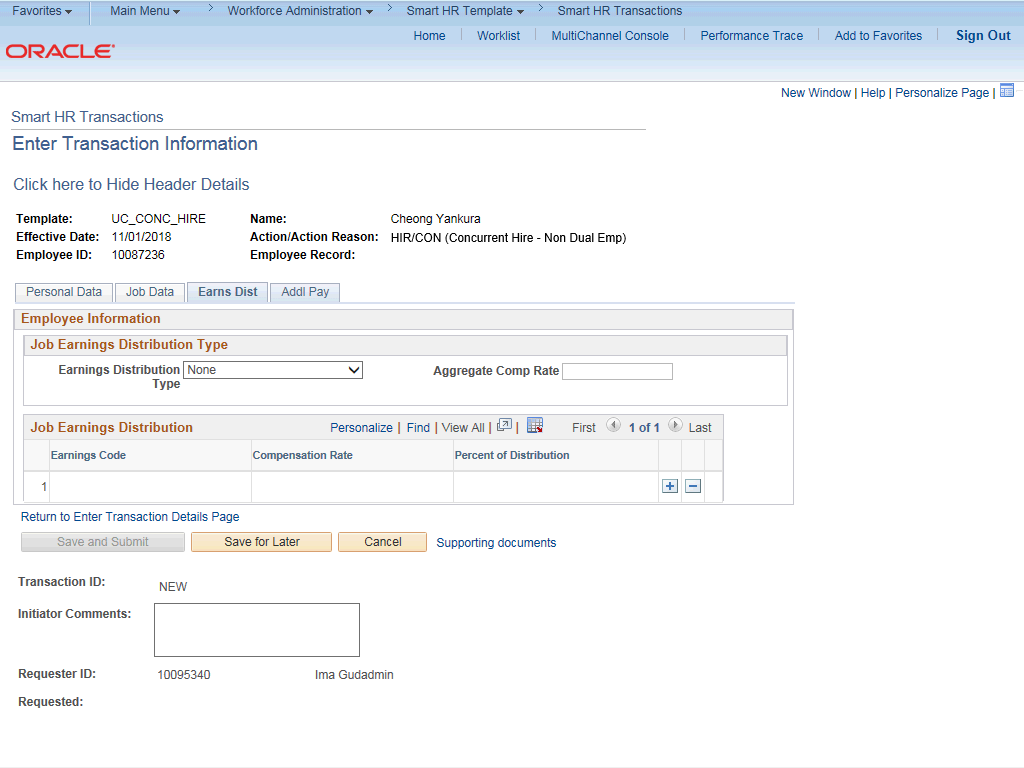 Favorites Main Menu Workforce Administration Smart HR Template Smart HR Transactions
Home Worklist MultiChannel Console Performance Trace Add to Favorites Sign Out
ORACLE
New Window | Help | Personalize Page |
Smart HR Transactions
Enter Transaction Information
Click here to Hide Header Details
Template: UC_CONC_HIRE Name: Cheong Yankura
Effective Date: 11/01/2018 Action/Action Reason: HIR/CON (Concurrent Hire - Non Dual Emp)
Employee ID: 10087236 Employee Record:
Personal Data Job Data Earns Dist Addl Pay
Employee Information
Job Earnings Distribution Type
Earnings Distribution Type None Aggregate Comp Rate
Job Earnings Distribution Personalize | Find | View All | | First 1 of 1 Last
Earnings Code Compensation Rate Percent of Distribution
1
Return to Enter Transaction Details Page
Save and Submit Save for Later Cancel Supporting documents
Transaction ID: NEW
Initiator Comments:
Requester ID: 10095340 Ima Gudadmin
Requested: